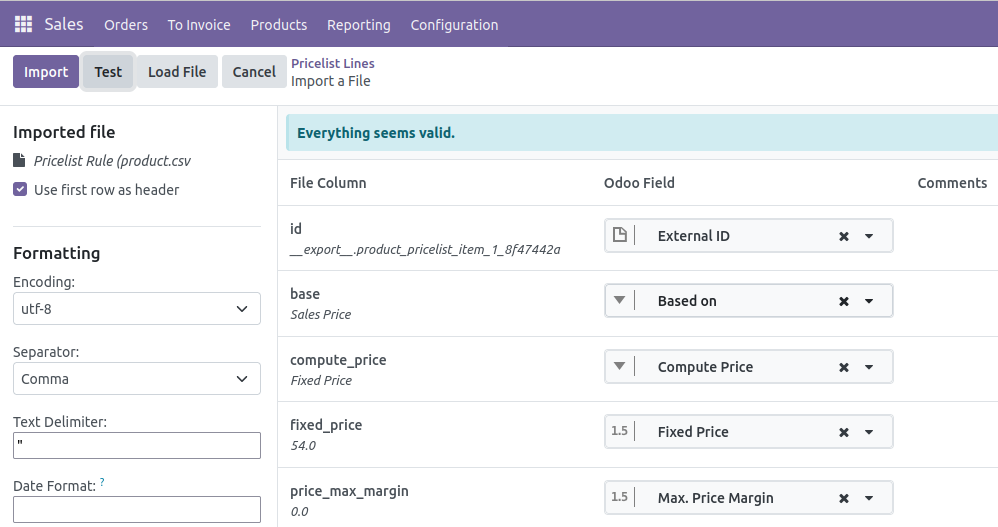 Sales Orders To Invoice Products Reporting Configuration
Import Test Load File Cancel Pricelist Lines
Import a File
Imported file
Pricelist Rule (product.csv
Use first row as header
Formatting
Encoding:
utf-8
Separator:
Comma
Text Delimiter:
"
Date Format: ?
Everything seems valid.
File Column Odoo Field Comments
id
__export__.product_pricelist_item_1_8f47442a
External ID
base
Sales Price
Based on
compute_price
Fixed Price
Compute Price
fixed_price
54.0
1.5 Fixed Price
price_max_margin
0.0
1.5 Max. Price Margin